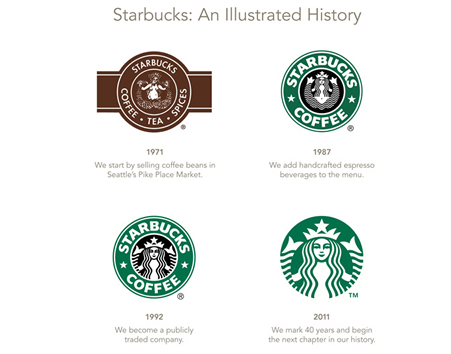 Starbucks: An Illustrated History
STARBUCKS
COFFEE • TEA • SPICES
®
1971
We start by selling coffee beans in
Seattle's Pike Place Market.
STARBUCKS
COFFEE
®
1987
We add handcrafted espresso
beverages to the menu.
STARBUCKS
COFFEE
®
1992
We become a publicly
traded company.
TM
2011
We mark 40 years and begin
the next chapter in our history.